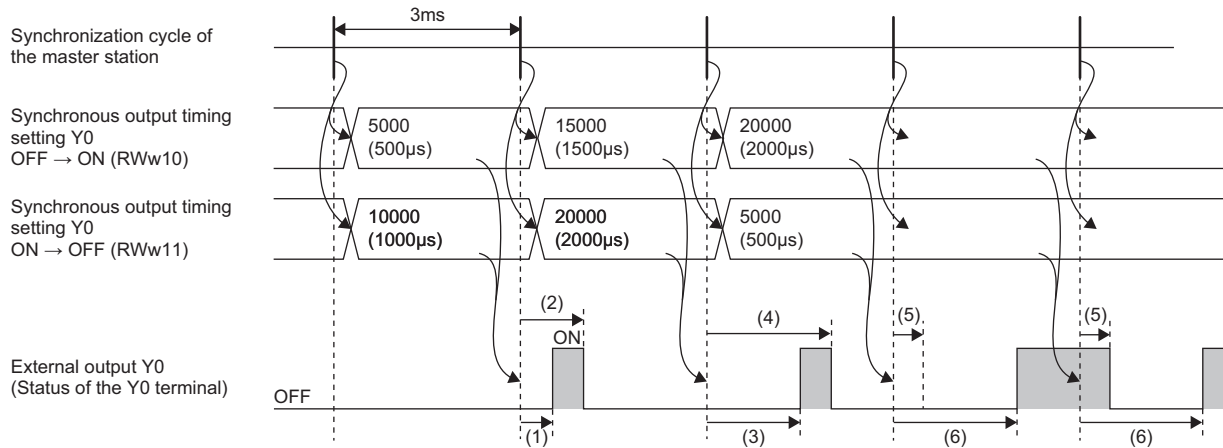 3ms
Synchronization cycle of
the master station
Synchronous output timing
setting Y0
OFF → ON (RWw10)
5000
(500µs)
15000
(1500µs)
20000
(2000µs)
Synchronous output timing
setting Y0
ON → OFF (RWw11)
10000
(1000µs)
20000
(2000µs)
5000
(500µs)
(2)
(4)
(5)
(5)
ON
External output Y0
(Status of the Y0 terminal)
OFF
(1)
(3)
(6)
(6)